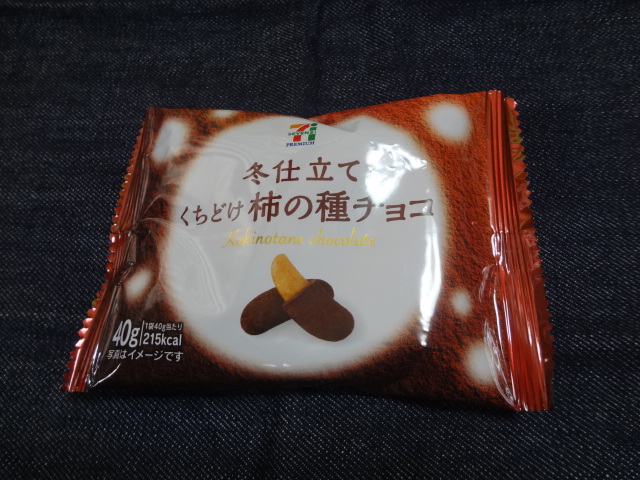 SEVEN & i
PREMIUM
冬仕立て
くちどけ 柿の種チョコ
Kakinotane chocolate
40g
1袋40g当たり
215kcal
写真はイメージです